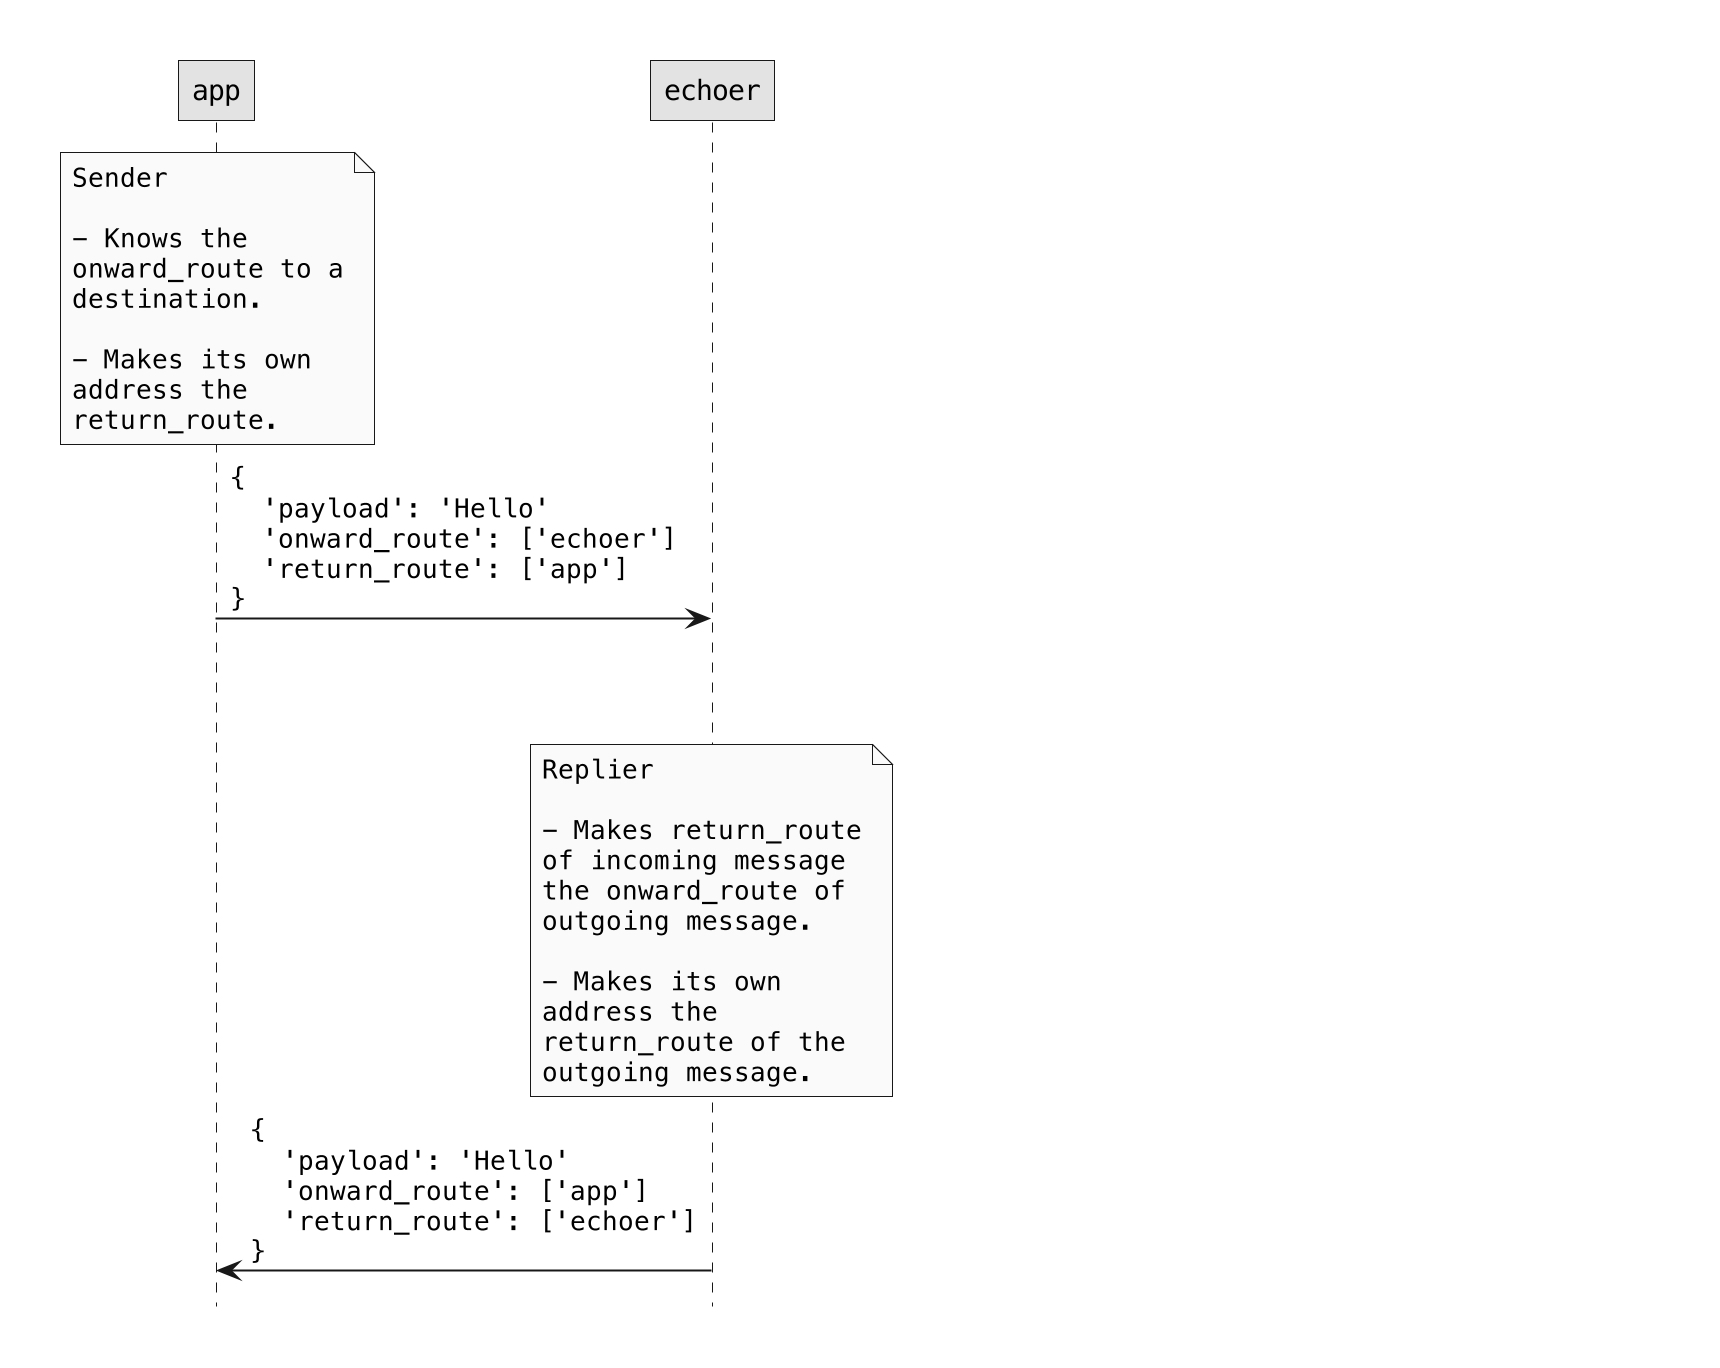 app
echoer
Sender
- Knows the
onward_route to a
destination.
- Makes its own
address the
return_route.
{
'payload': 'Hello'
'onward_route': ['echoer']
'return_route': ['app']
}
Replier
- Makes return_route
of incoming message
the onward_route of
outgoing message.
- Makes its own
address the
return_route of the
outgoing message.
{
'payload': 'Hello'
'onward_route': ['app']
'return_route': ['echoer']
}